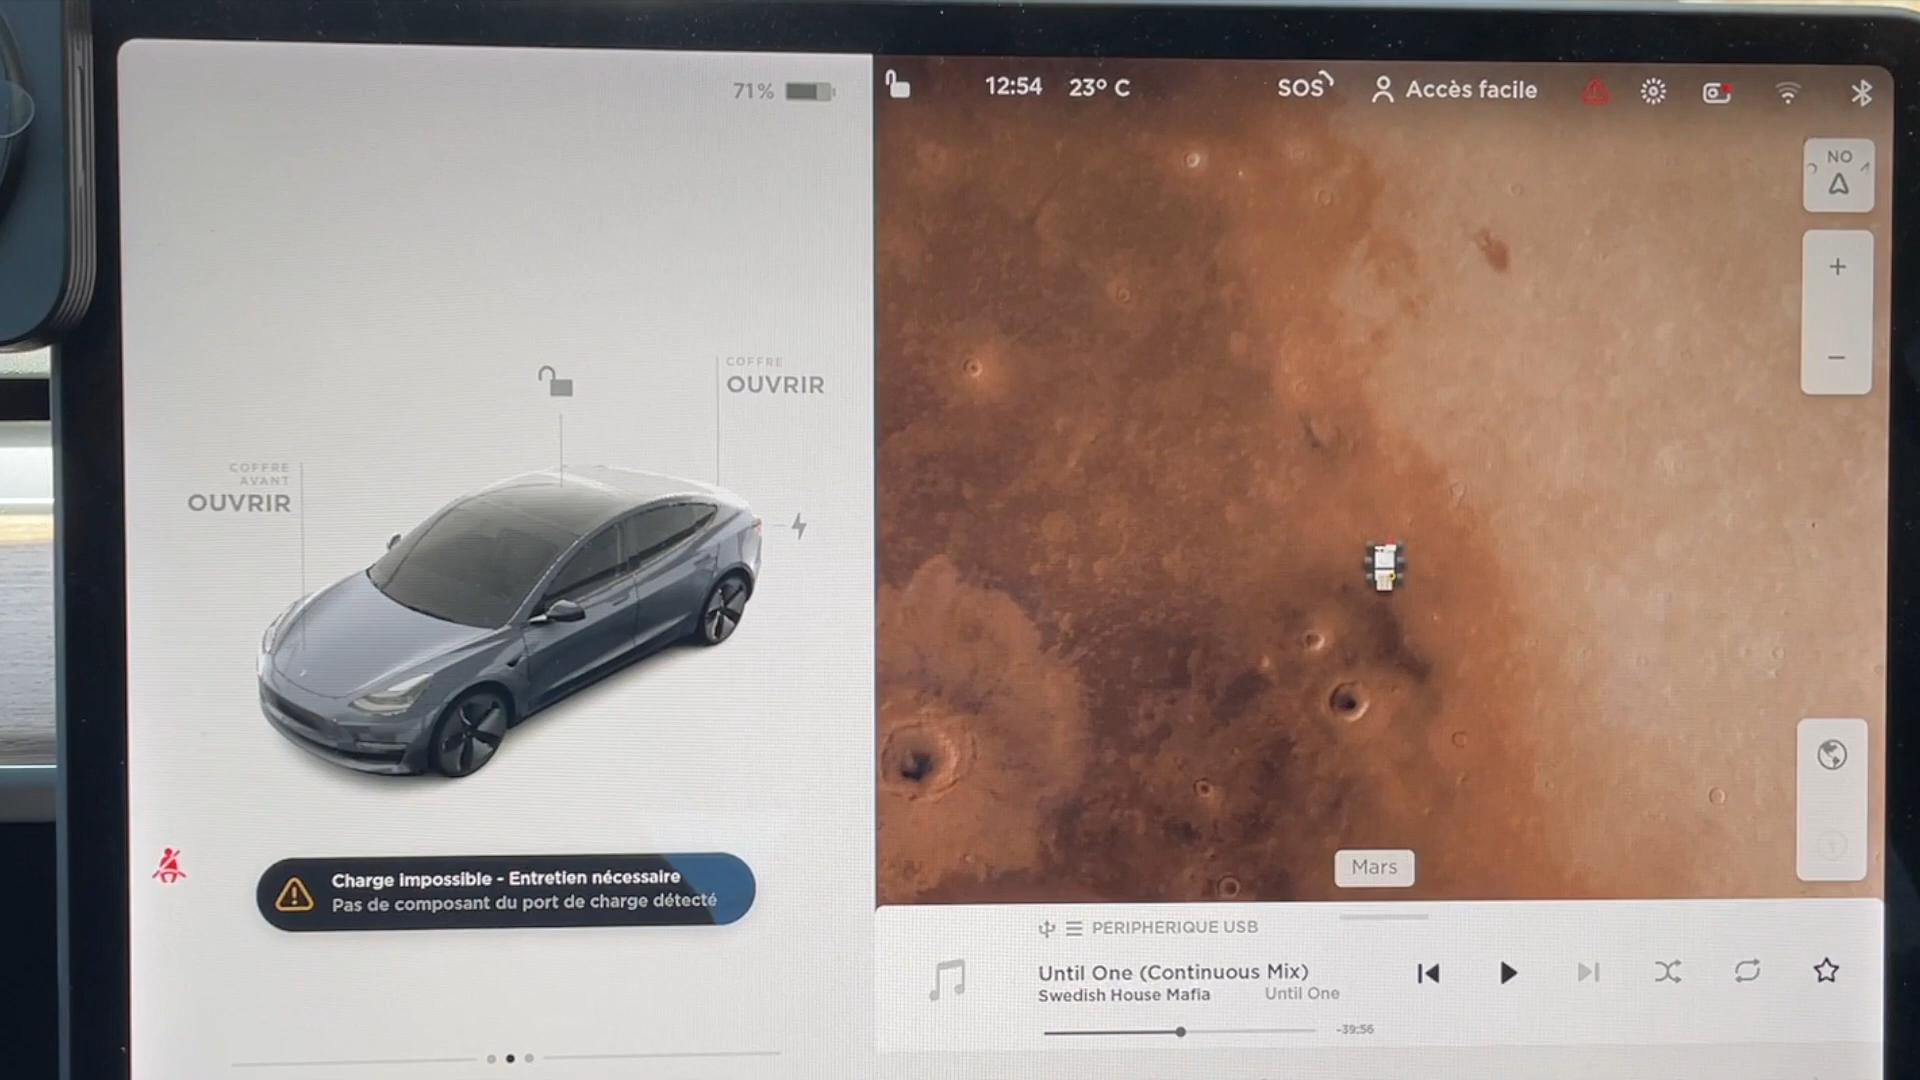 71%
12:54 23° C SOS Accès facile
NO
+
−
COFFRE
OUVRIR
COFFRE
AVANT
OUVRIR
Mars
Charge impossible - Entretien nécessaire
Pas de composant du port de charge détecté
PERIPHERIQUE USB
Until One (Continuous Mix)
Swedish House Mafia Until One
-39:56